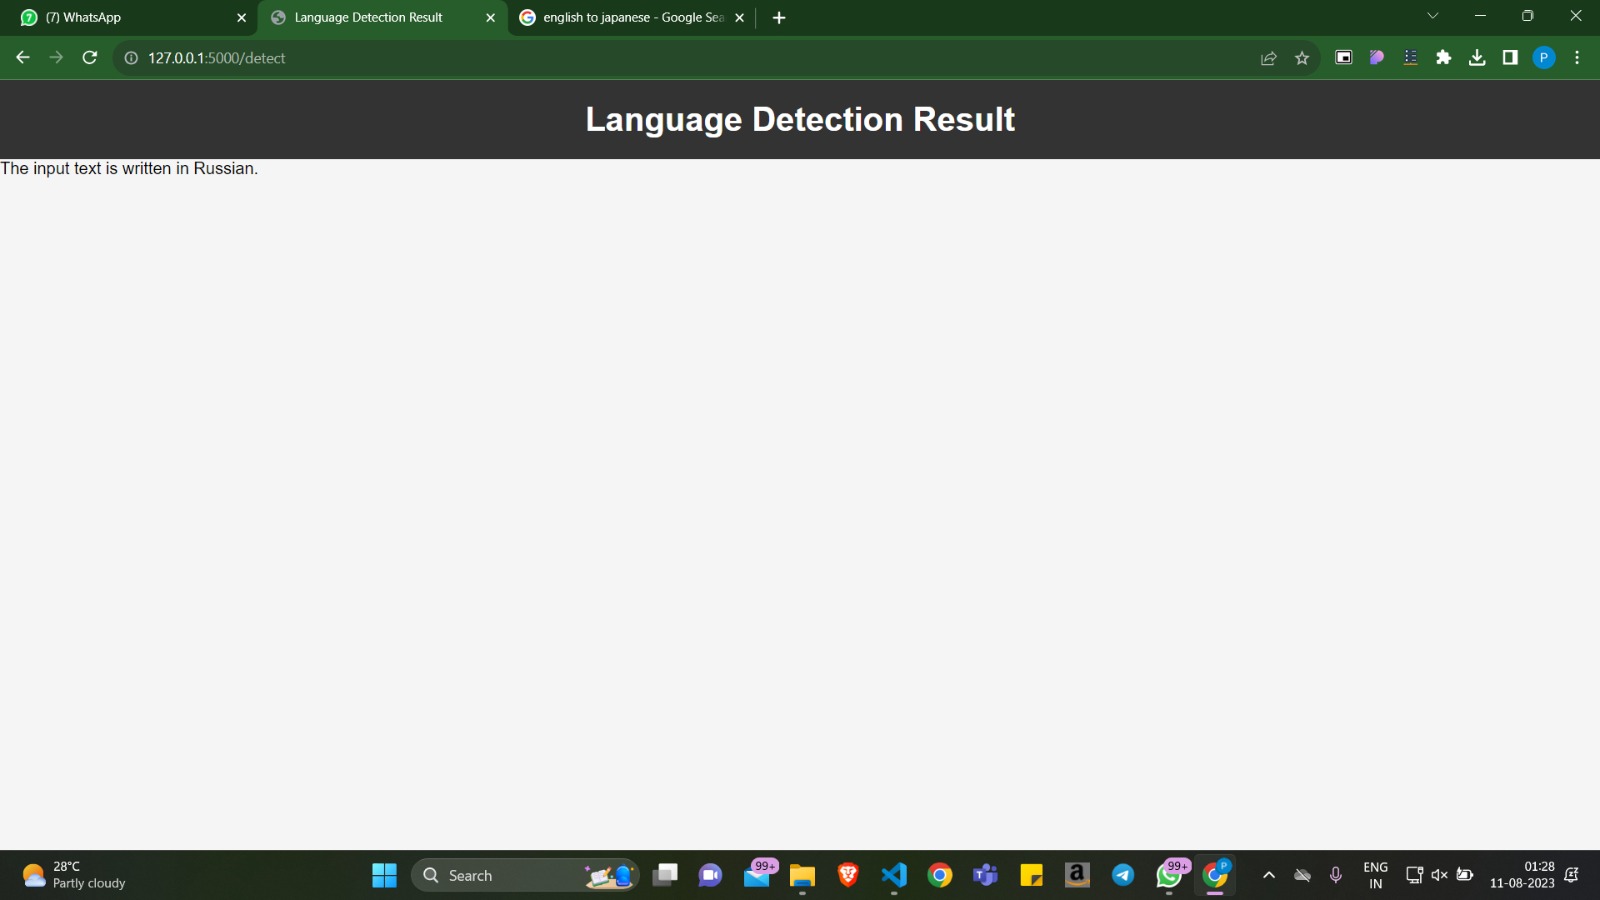 (7) WhatsApp
Language Detection Result
english to japanese - Google Sea
127.0.0.1:5000/detect
P
Language Detection Result
The input text is written in Russian.
28°C
Partly cloudy
Search
99+
99+
P
ENG
IN
01:28
11-08-2023